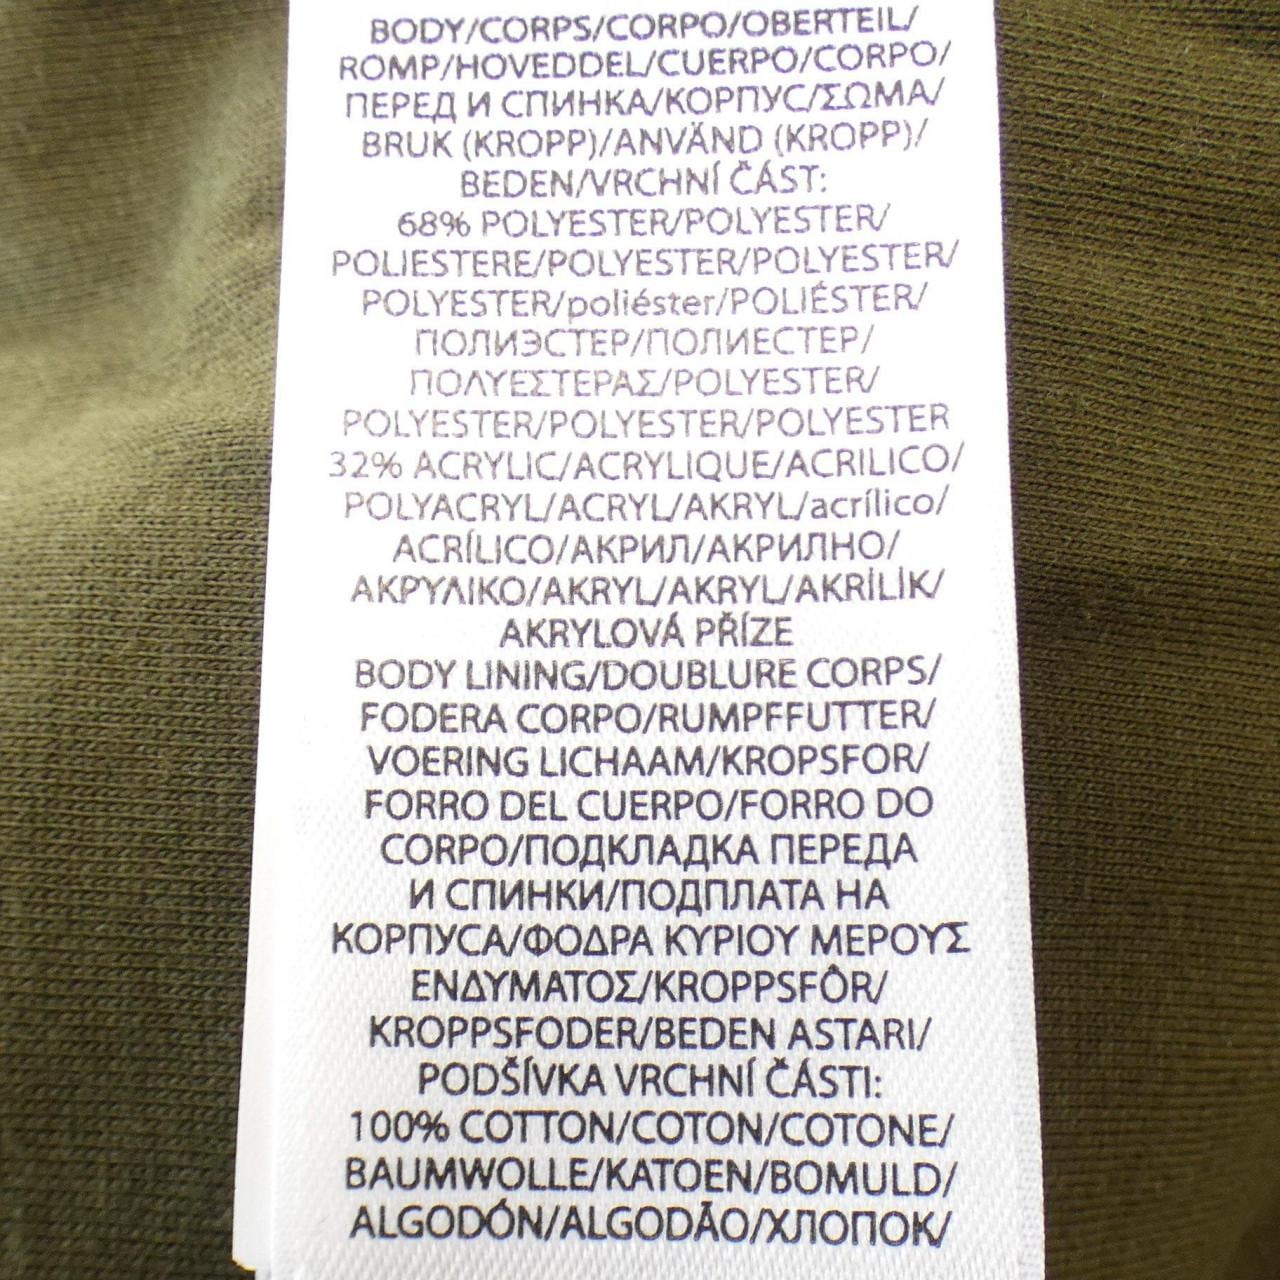 BODY/CORPS/CORPO/OBERTEIL/
ROMP/HOVEDDEL/CUERPO/CORPO/
ПЕРЕД И СПИНКА/КОРПУС/ΣΩΜΑ/
BRUK (KROPP)/ANVÄND (KROPP)/
BEDEN/VRCHNÍ ČÁST:
68% POLYESTER/POLYESTER/
POLIESTERE/POLYESTER/POLYESTER/
POLYESTER/poliéster/POLIÉSTER/
ПОЛИЭСТЕР/ПОЛИЕСТЕР/
ΠΟΛΥΕΣΤΕΡΑΣ/POLYESTER/
POLYESTER/POLYESTER/POLYESTER
32% ACRYLIC/ACRYLIQUE/ACRILICO/
POLYACRYL/ACRYL/AKRYL/acrílico/
ACRÍLICO/АКРИЛ/АКРИЛНО/
ΑΚΡΥΛΙΚΟ/AKRYL/AKRYL/AKRİLİK/
AKRYLOVÁ PŘÍZE
BODY LINING/DOUBLURE CORPS/
FODERA CORPO/RUMPFFUTTER/
VOERING LICHAAM/KROPSFOR/
FORRO DEL CUERPO/FORRO DO
CORPO/ПОДКЛАДКА ПЕРЕДА
И СПИНКИ/ПОДПЛАТА НА
КОРПУСА/ΦΟΔΡΑ ΚΥΡΙΟΥ ΜΕΡΟΥΣ
ΕΝΔΥΜΑΤΟΣ/KROPPSFÔR/
KROPPSFODER/BEDEN ASTARI/
PODŠÍVKA VRCHNÍ ČÁSTI:
100% COTTON/COTON/COTONE/
BAUMWOLLE/KATOEN/BOMULD/
ALGODÓN/ALGODÃO/ХЛОПОК/